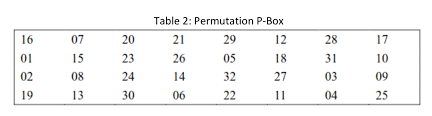 Table 2: Permutation P-Box
16 07 20 21 29 12 28 17
01 15 23 26 05 18 31 10
02 08 24 14 32 27 03 09
19 13 30 06 22 11 04 25